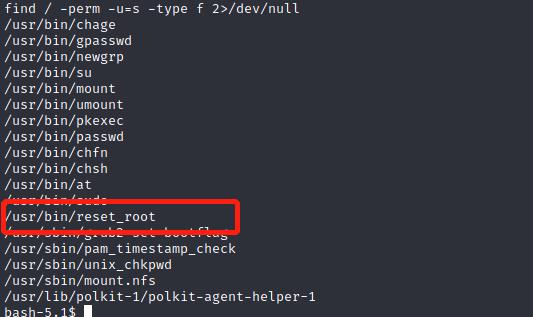 find / -perm -u=s -type f 2>/dev/null
/usr/bin/chage
/usr/bin/gpasswd
/usr/bin/newgrp
/usr/bin/su
/usr/bin/mount
/usr/bin/umount
/usr/bin/pkexec
/usr/bin/passwd
/usr/bin/chfn
/usr/bin/chsh
/usr/bin/at
/usr/bin/sudo
/usr/bin/reset_root
/usr/sbin/grub2-set-bootflag
/usr/sbin/pam_timestamp_check
/usr/sbin/unix_chkpwd
/usr/sbin/mount.nfs
/usr/lib/polkit-1/polkit-agent-helper-1
bash-5.1$